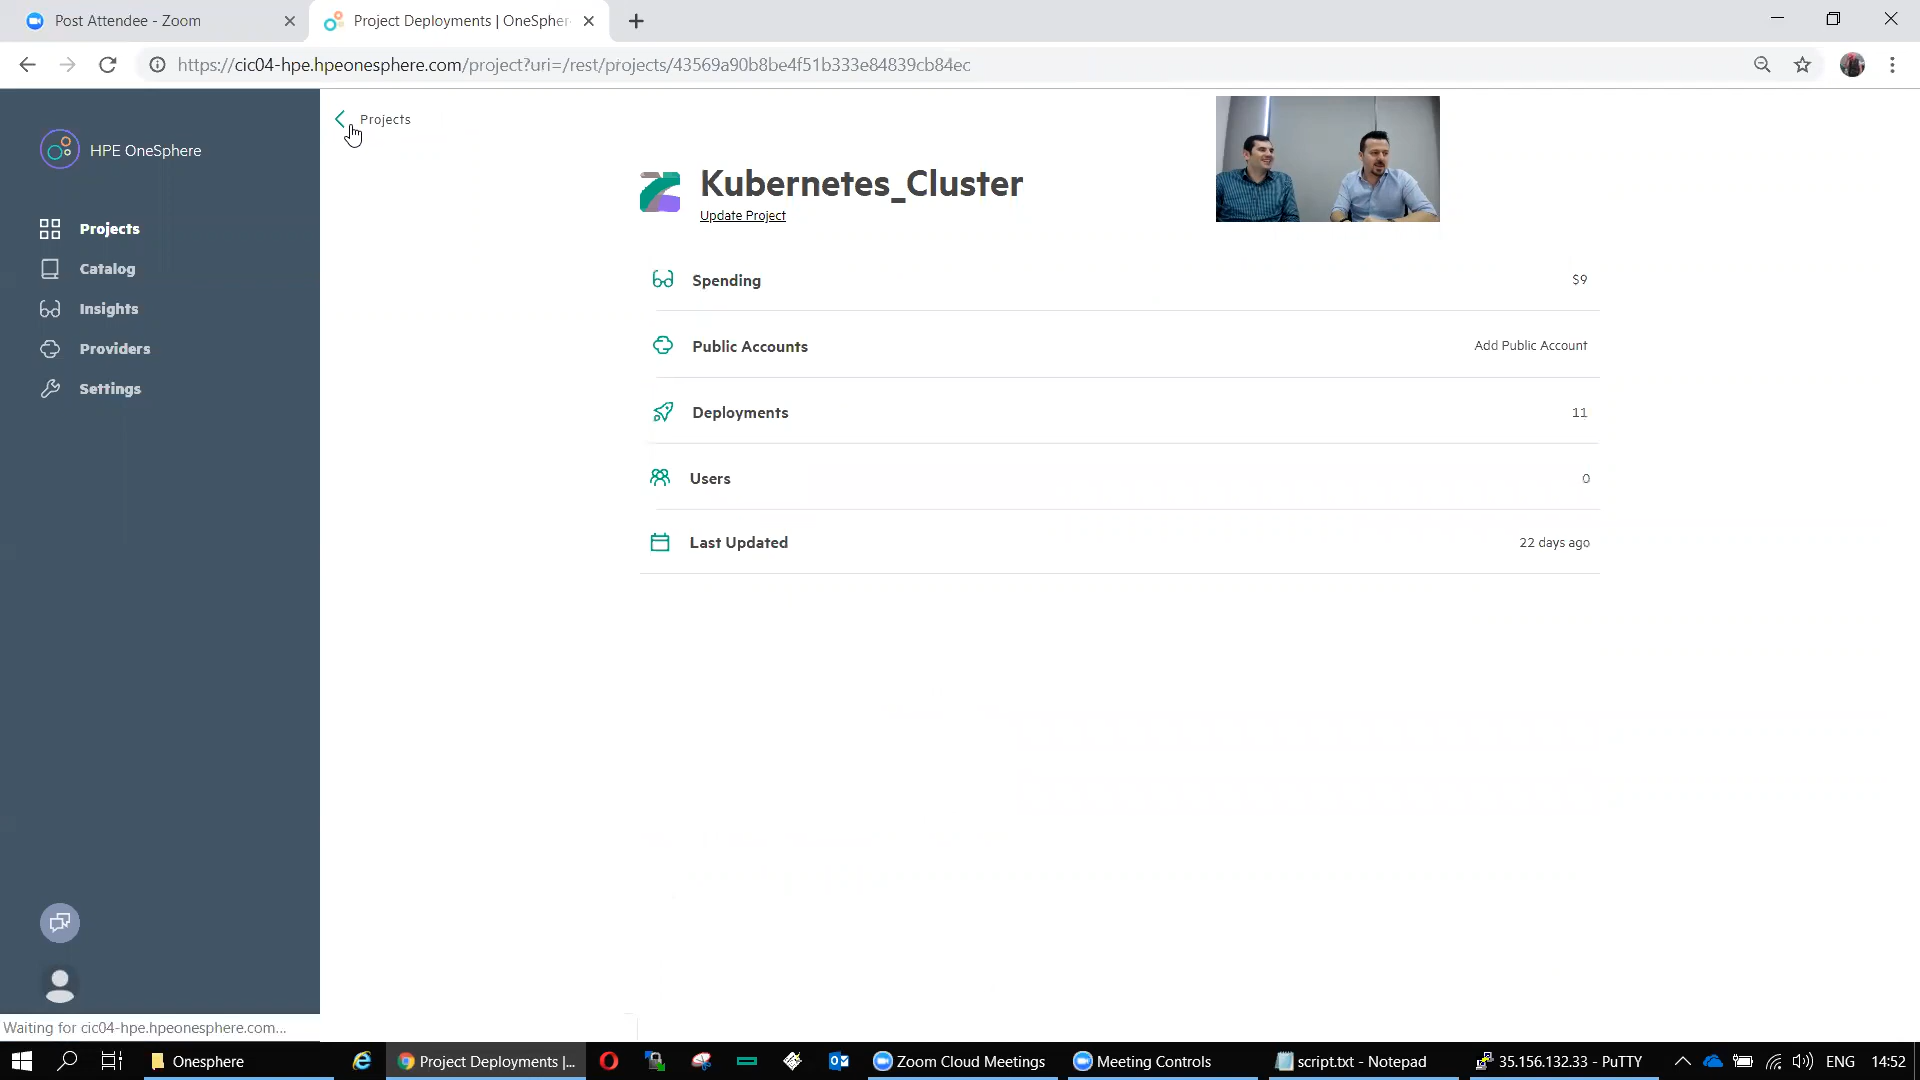 Post Attendee - Zoom
Project Deployments | OneSpher
https://cic04-hpe.hpeonesphere.com/project?uri=/rest/projects/43569a90b8be4f51b333e84839cb84ec
HPE OneSphere
Projects
Catalog
Insights
Providers
Settings
Projects
Kubernetes_Cluster
Update Project
Spending $9
Public Accounts Add Public Account
Deployments 11
Users 0
Last Updated 22 days ago
Waiting for cic04-hpe.hpeonesphere.com...
Onesphere
Project Deployments |...
Zoom Cloud Meetings
Meeting Controls
script.txt - Notepad
35.156.132.33 - PuTTY
ENG
14:52